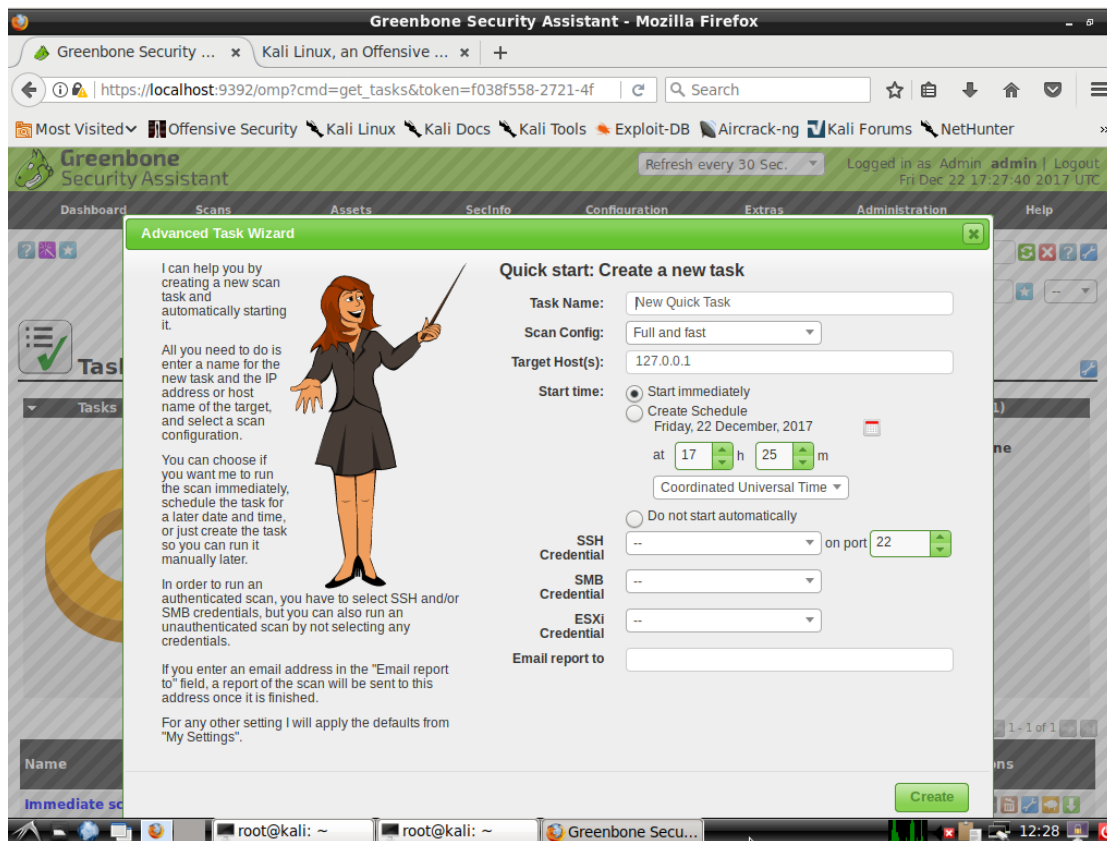 Greenbone Security Assistant - Mozilla Firefox
Greenbone Security ... × Kali Linux, an Offensive ... × +
https://localhost:9392/omp?cmd=get_tasks&token=f038f558-2721-4f
Search
Most Visited Offensive Security Kali Linux Kali Docs Kali Tools Exploit-DB Aircrack-ng Kali Forums NetHunter »
Greenbone
Security Assistant
Refresh every 30 Sec.
Logged in as Admin admin | Logout
Fri Dec 22 17:27:40 2017 UTC
Dashboard Scans Assets SecInfo Configuration Extras Administration Help
Advanced Task Wizard
I can help you by
creating a new scan
task and
automatically starting
it.
All you need to do is
enter a name for the
new task and the IP
address or host
name of the target,
and select a scan
configuration.
You can choose if
you want me to run
the scan immediately,
schedule the task for
a later date and time,
or just create the task
so you can run it
manually later.
In order to run an
authenticated scan, you have to select SSH and/or
SMB credentials, but you can also run an
unauthenticated scan by not selecting any
credentials.
If you enter an email address in the "Email report
to" field, a report of the scan will be sent to this
address once it is finished.
For any other setting I will apply the defaults from
"My Settings".
Quick start: Create a new task
Task Name: New Quick Task
Scan Config: Full and fast
Target Host(s): 127.0.0.1
Start time: Start immediately
Create Schedule
Friday, 22 December, 2017
at 17 h 25 m
Coordinated Universal Time
Do not start automatically
SSH
Credential -- on port 22
SMB
Credential --
ESXi
Credential --
Email report to
Create
--
Tas
Tasks
1)
ne
1 - 1 of 1
Name
ons
Immediate sc
root@kali: ~ root@kali: ~ Greenbone Secu... 12:28